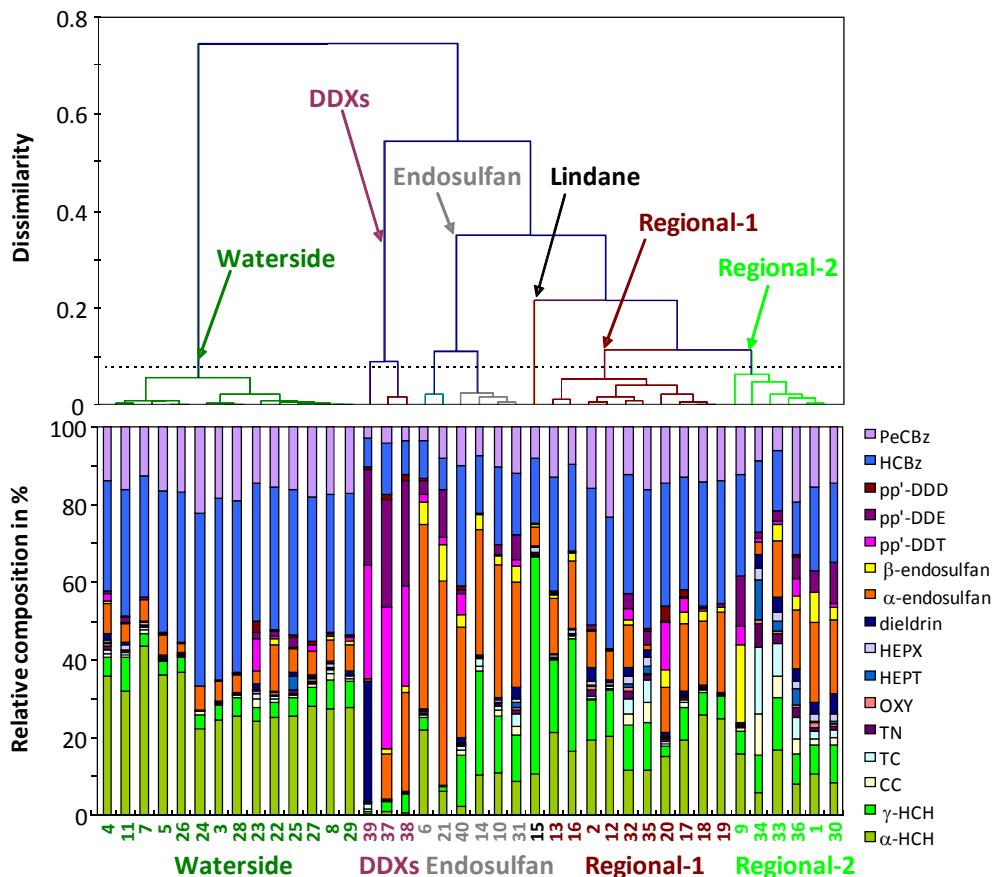 Dissimilarity
0.8
0.6
0.4
0.2
0
DDXs
Endosulfan
Lindane
Regional-1
Waterside
Regional-2
Relative composition in %
100
80
60
40
20
0
PeCBz
HCBz
pp'-DDD
pp'-DDE
pp'-DDT
β-endosulfan
α-endosulfan
dieldrin
HEPX
HEPT
OXY
TN
TC
CC
γ-HCH
α-HCH
4 11 7 5 26 24 3 28 23 22 25 27 8 29 39 37 38 6 21 40 14 10 31 15 13 16 2 12 32 35 20 17 18 19 9 34 33 36 1 30
Waterside DDXs Endosulfan Regional-1 Regional-2